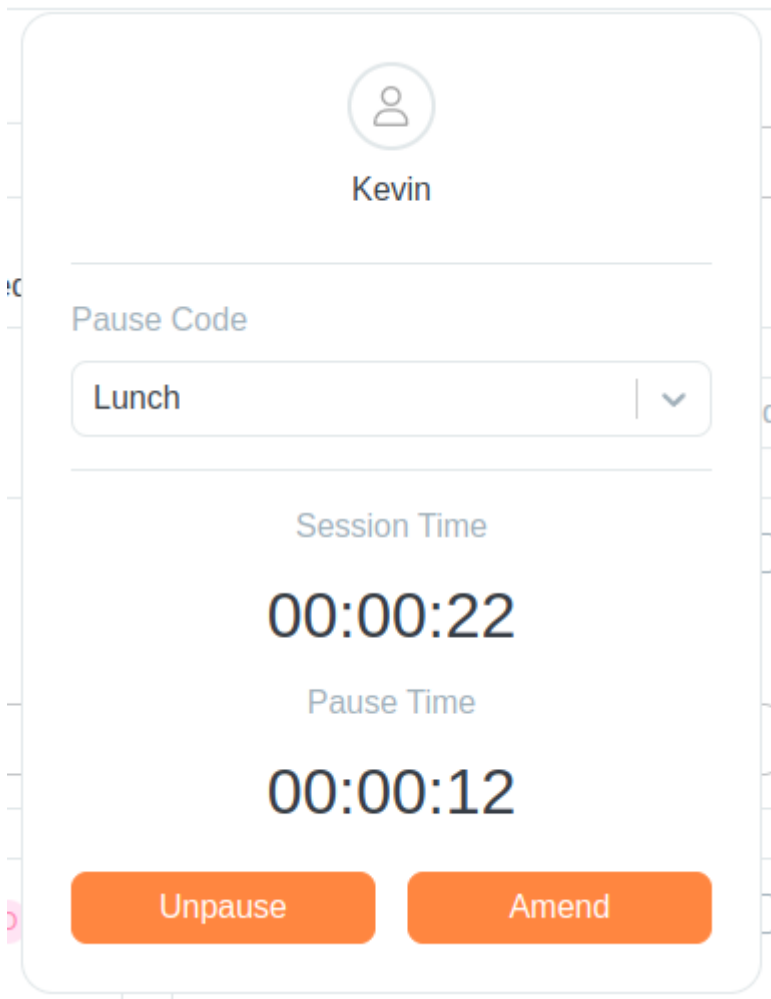 Kevin
Pause Code
Lunch
Session Time
00:00:22
Pause Time
00:00:12
Unpause Amend